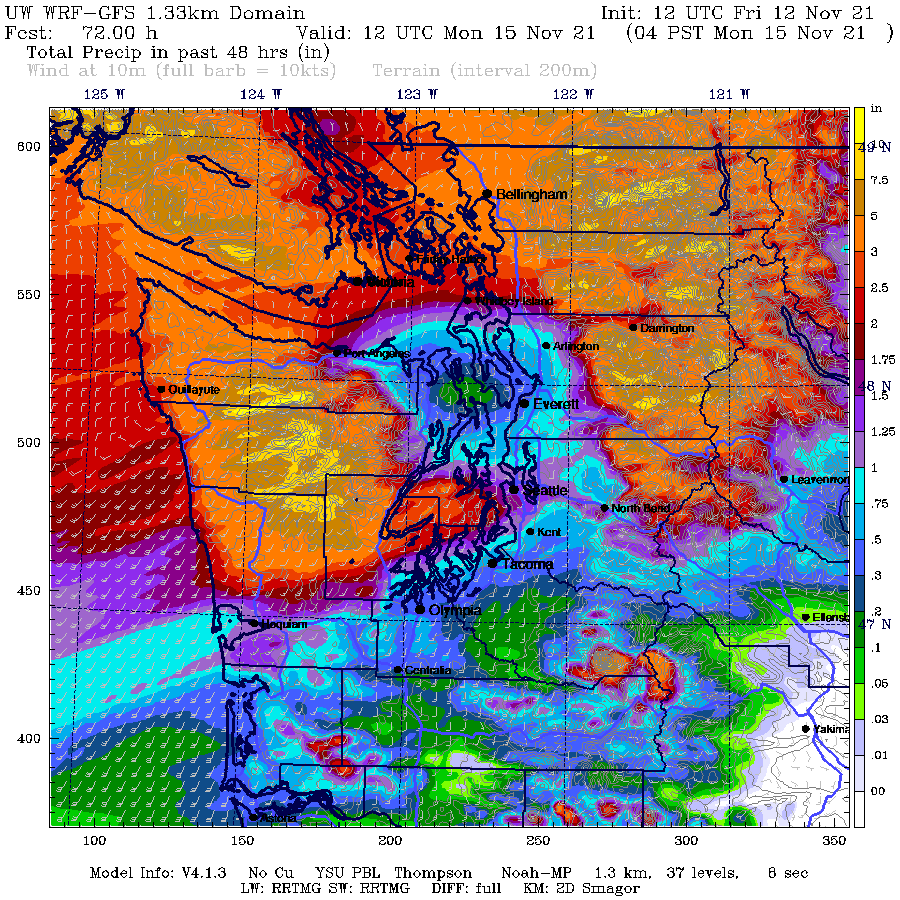 UW WRF-GFS 1.33km Domain Init: 12 UTC Fri 12 Nov 21
Fcst: 72.00 h Valid: 12 UTC Mon 15 Nov 21 (04 PST Mon 15 Nov 21 )
Total Precip in past 48 hrs (in)
Wind at 10m (full barb = 10kts) Terrain (interval 200m)
125 W 124 W 123 W 122 W 121 W
in
600
10
49 N
7.5
Bellingham
5
3
550
2.5
Darrington
2
Port Angeles
Arlington
1.75
Quillayute
48 N
Everett
1.5
1.25
500
1
Leavenwor
Seattle
North Bend
.75
Kent
.5
Tacoma
.3
450
Olympia
.2
Hoquiam
Ellensb
47 N
.1
Centralia
.06
.03
400
Yakima
.01
00
Astoria
100 150 200 250 300 350
Model Info: V4.1.3 No Cu YSU PBL Thompson Noah-MP 1.3 km, 37 levels, 8 sec
LW: RRTMG SW: RRTMG DIFF: full KM: 2D Smagor